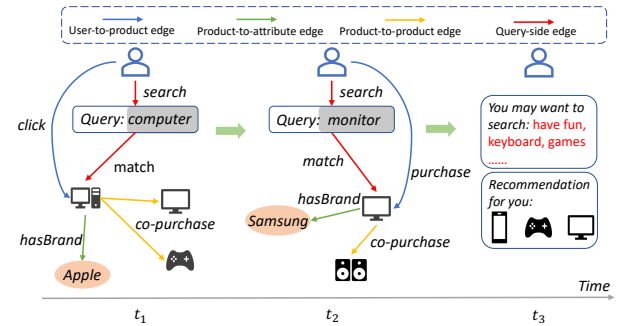 User-to-product edge
Product-to-attribute edge
Product-to-product edge
Query-side edge
search
click
Query: computer
match
co-purchase
hasBrand
Apple
search
Query: monitor
match
purchase
hasBrand
Samsung
co-purchase
You may want to
search: have fun,
keyboard, games
......
Recommendation
for you:
Time
t₁
t₂
t₃